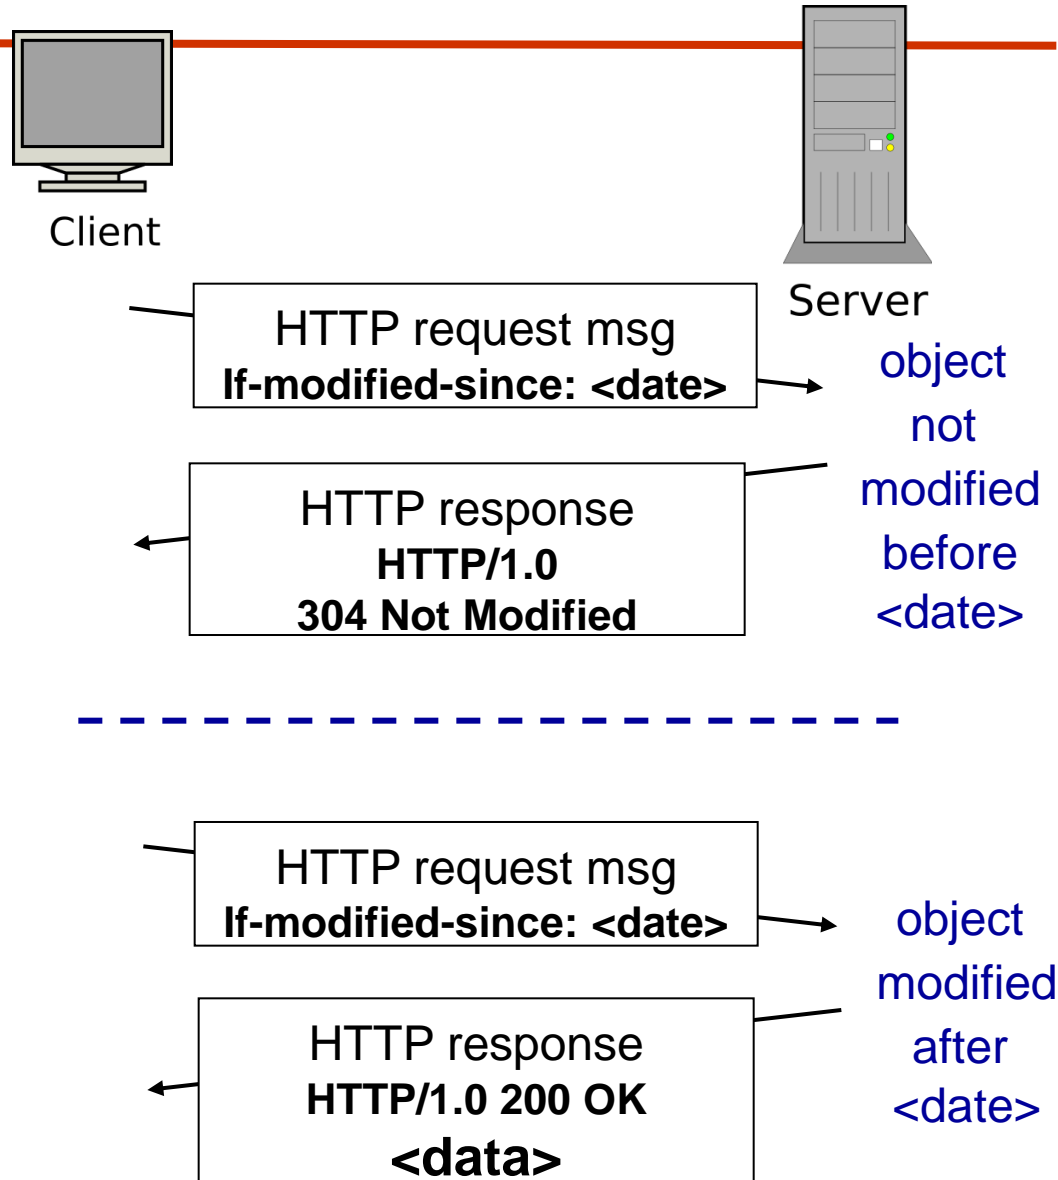 Client
Server
HTTP request msg
If-modified-since: <date>
object
not
modified
before
<date>
HTTP response
HTTP/1.0
304 Not Modified
HTTP request msg
If-modified-since: <date>
object
modified
after
<date>
HTTP response
HTTP/1.0 200 OK
<data>